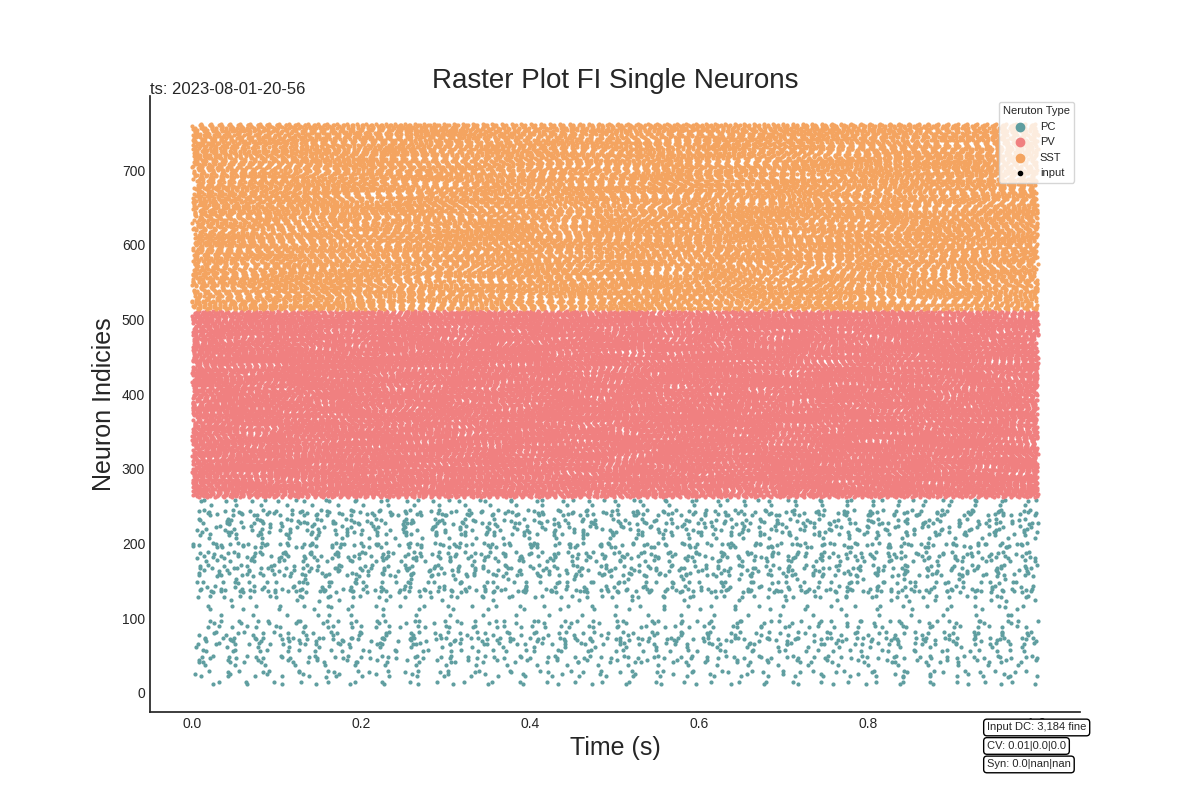 Raster Plot FI Single Neurons
ts: 2023-08-01-20-56
Neruton Type
PC
PV
SST
input
Neuron Indicies
700
600
500
400
300
200
100
0
0.0 0.2 0.4 0.6 0.8
Time (s)
Input DC: 3,184 fine
CV: 0.01|0.0|0.0
Syn: 0.0|nan|nan